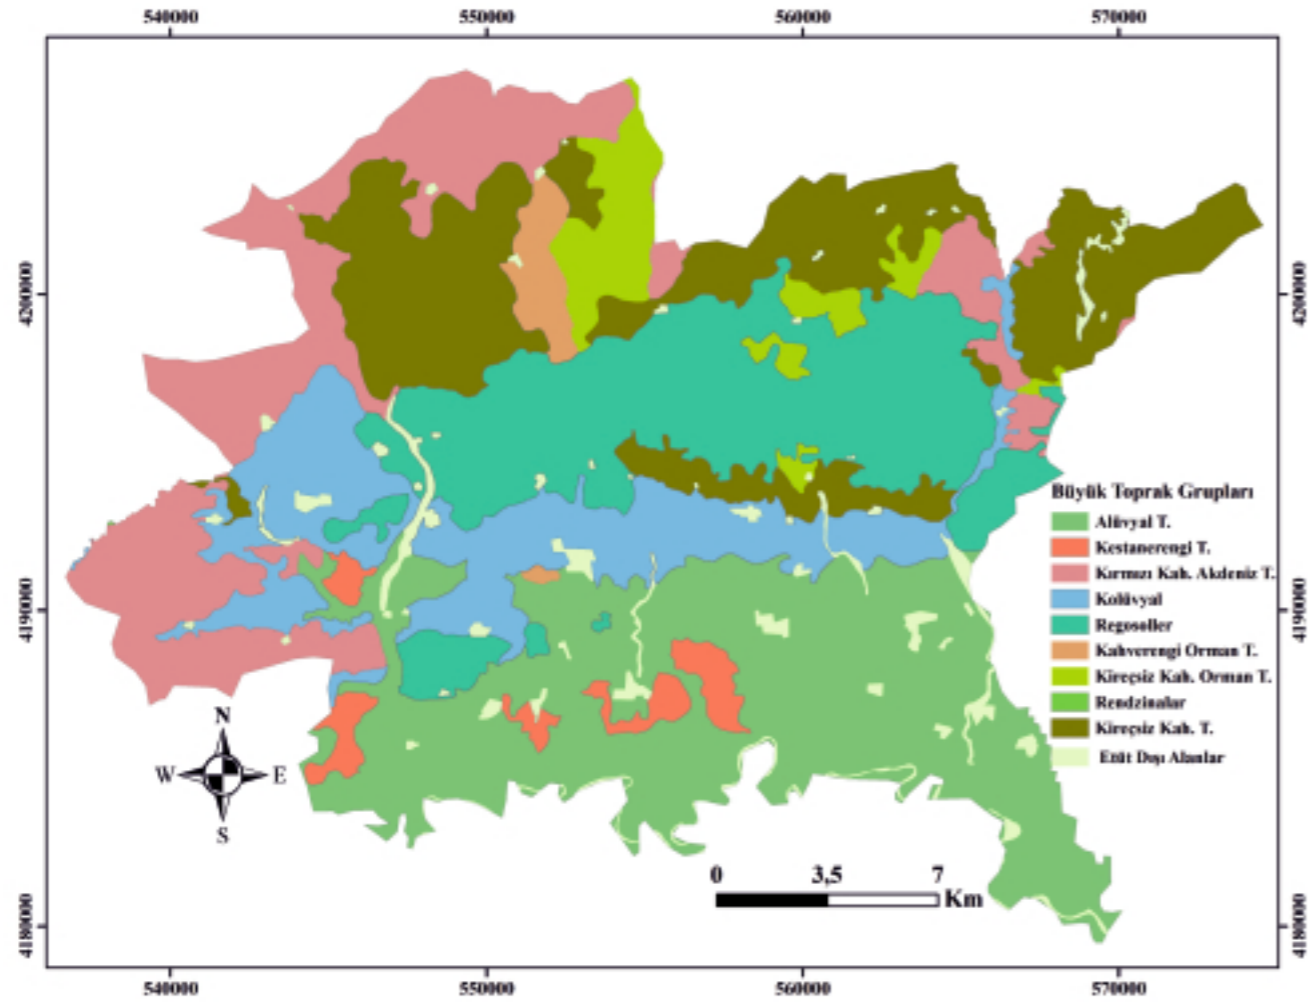 540000 550000 560000 570000
4200000 4200000
Büyük Toprak Grupları
Alüvyal T.
Kestanerengi T.
Kırmızı Kah. Akdeniz T.
Kolüvyal
Regosoller
Kahverengi Orman T.
Kireçsiz Kah. Orman T.
Rendzinalar
Kireçsiz Kah. T.
Etüt Dışı Alanlar
4190000 4190000
N
W E
S
0 3,5 7
Km
4180000 4180000
540000 550000 560000 570000